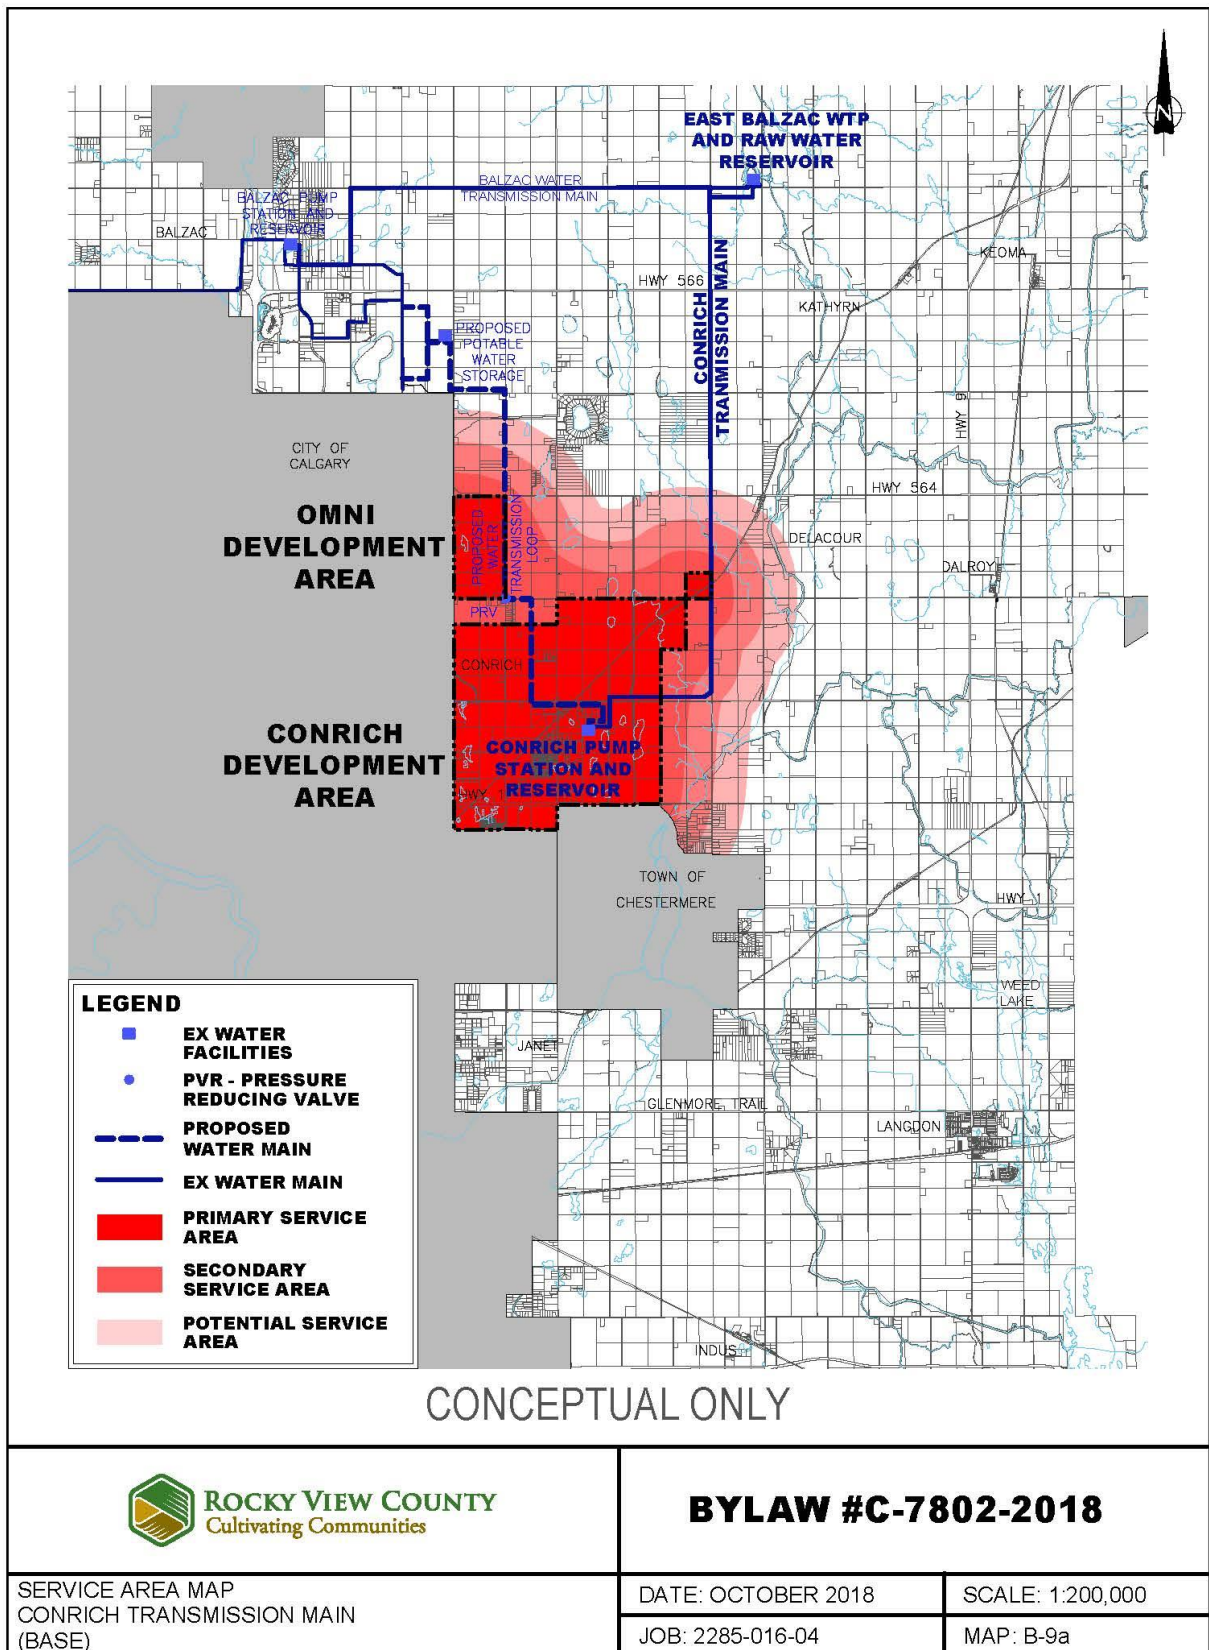 N
EAST BALZAC WTP
AND RAW WATER
RESERVOIR
BALZAC WATER
TRANSMISSION MAIN
BALZAC PUMP
STATION AND
RESERVOIR
BALZAC
KEOMA
HWY 566
KATHYRN
CONRICH
TRANMISSION MAIN
PROPOSED
POTABLE
WATER
STORAGE
HWY 9
CITY OF
CALGARY
HWY 564
OMNI
DEVELOPMENT
AREA
PROPOSED
WATER
TRANSMISSION
LOOP
DELACOUR
DALROY
PRV
CONRICH
CONRICH
DEVELOPMENT
AREA
CONRICH PUMP
STATION AND
RESERVOIR
HWY 1
TOWN OF
CHESTERMERE
HWY 1
WEED
LAKE
JANET
GLENMORE TRAIL
LANGDON
INDUS
LEGEND
EX WATER
FACILITIES
PVR - PRESSURE
REDUCING VALVE
PROPOSED
WATER MAIN
EX WATER MAIN
PRIMARY SERVICE
AREA
SECONDARY
SERVICE AREA
POTENTIAL SERVICE
AREA
CONCEPTUAL ONLY
ROCKY VIEW COUNTY
Cultivating Communities
BYLAW #C-7802-2018
SERVICE AREA MAP
CONRICH TRANSMISSION MAIN
(BASE)
DATE: OCTOBER 2018
SCALE: 1:200,000
JOB: 2285-016-04
MAP: B-9a